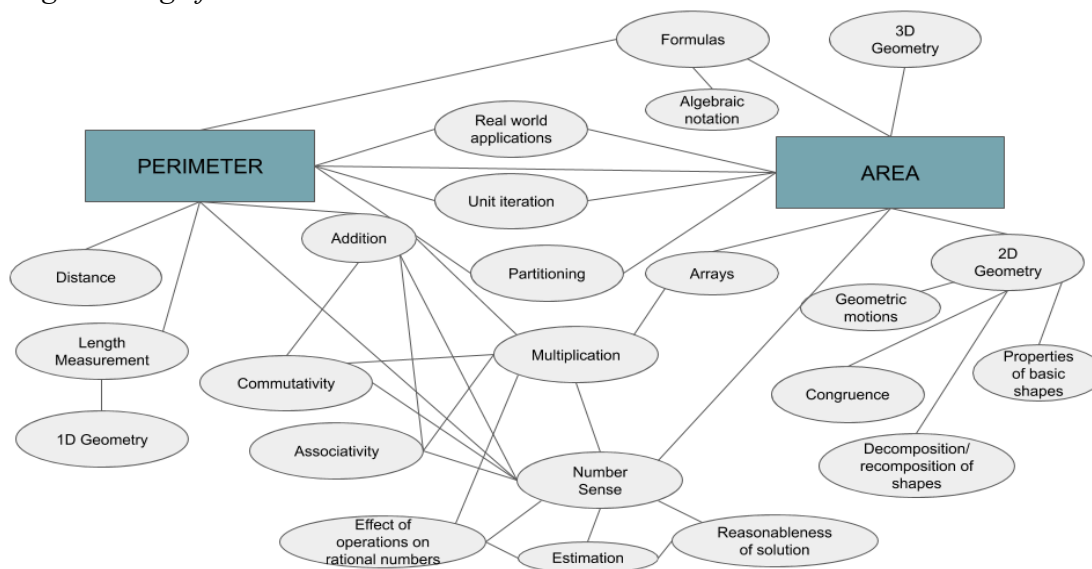 Formulas
3D
Geometry
Algebraic
notation
Real world
applications
PERIMETER
AREA
Unit iteration
Addition
Partitioning
Arrays
2D
Geometry
Distance
Geometric
motions
Length
Measurement
Multiplication
Commutativity
Properties
of basic
shapes
Congruence
1D Geometry
Associativity
Decomposition/
recomposition of
shapes
Number
Sense
Effect of
operations on
rational numbers
Estimation
Reasonableness
of solution